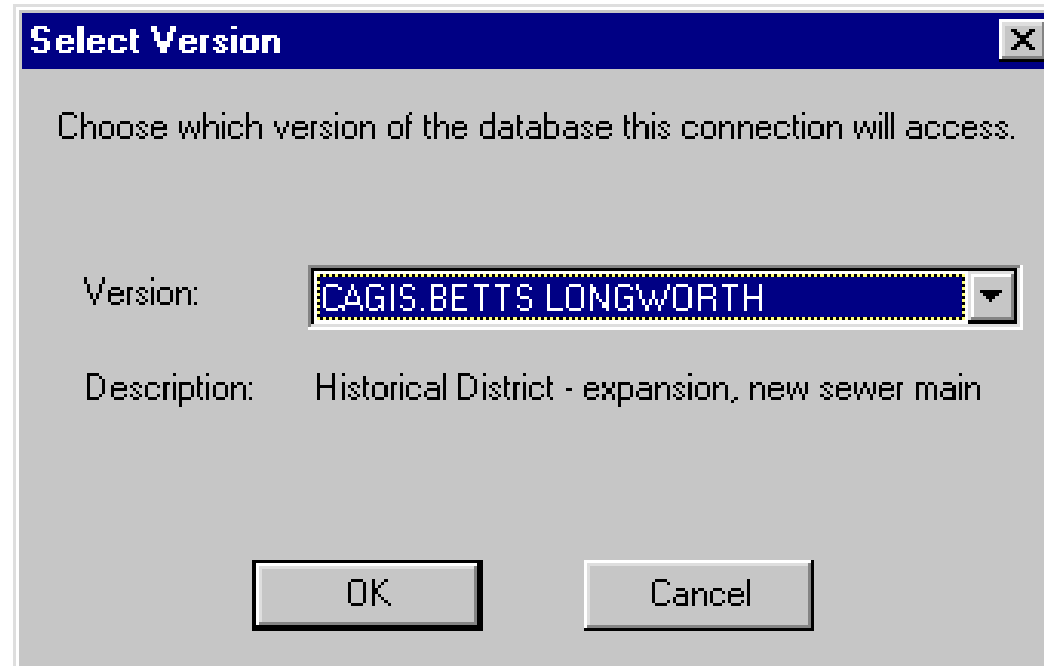 Select Version
Choose which version of the database this connection will access.
Version: CAGIS.BETTS LONGWORTH
Description: Historical District - expansion, new sewer main
OK Cancel